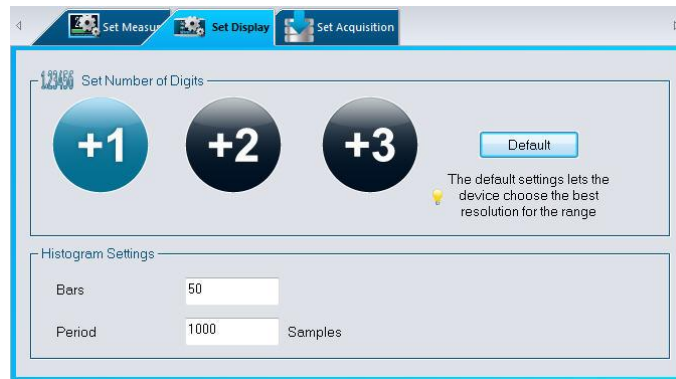 Set Measur
Set Display
Set Acquisition
123456 Set Number of Digits
+1
+2
+3
Default
The default settings lets the
device choose the best
resolution for the range
Histogram Settings
Bars
50
Period
1000
Samples